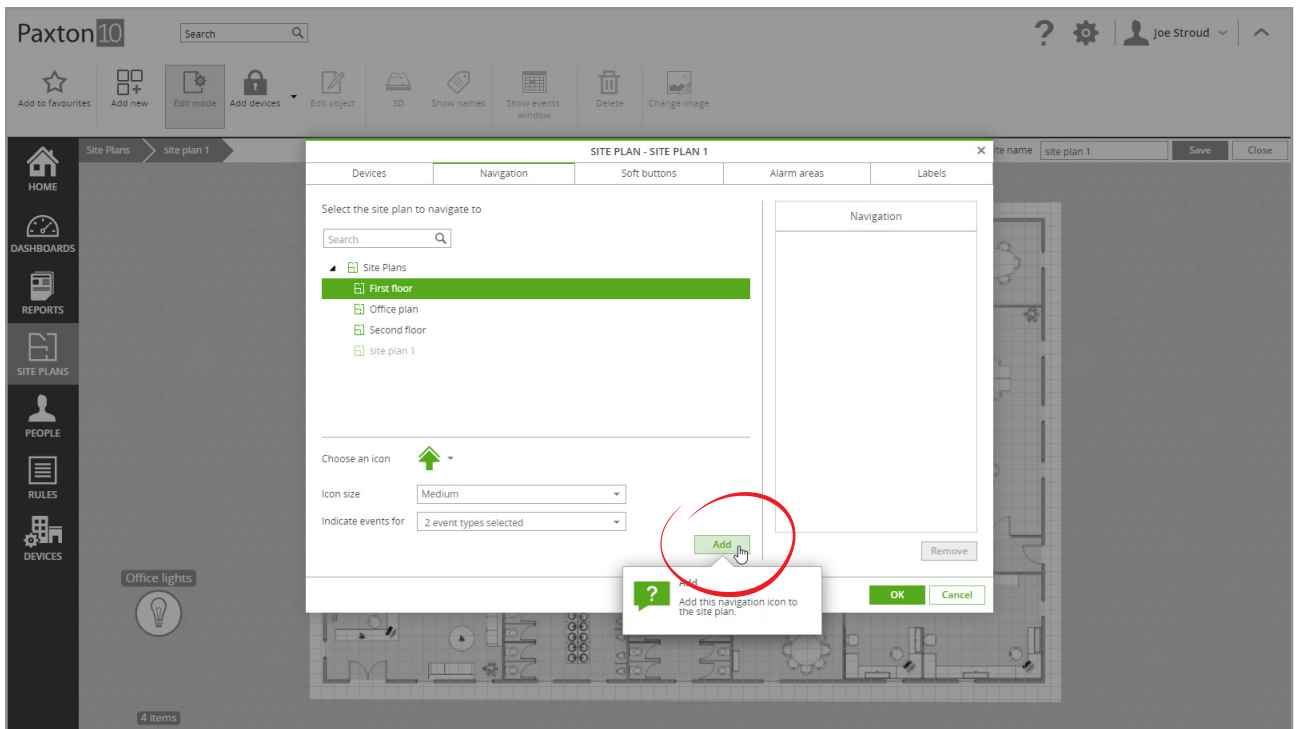 Paxton10
Search
Joe Stroud
Add to favourites
Add new
Edit mode
Add devices
Edit object
3D
Show names
Show events
window
Delete
Change image
Site Plans
site plan 1
SITE PLAN - SITE PLAN 1
ite name
site plan 1
Save
Close
HOME
DASHBOARDS
REPORTS
SITE PLANS
PEOPLE
RULES
DEVICES
Devices
Navigation
Soft buttons
Alarm areas
Labels
Select the site plan to navigate to
Search
Site Plans
First floor
Office plan
Second floor
site plan 1
Choose an icon
Icon size
Medium
Indicate events for
2 event types selected
Add
Navigation
Remove
Add
Add this navigation icon to
the site plan.
OK
Cancel
Office lights
4 items